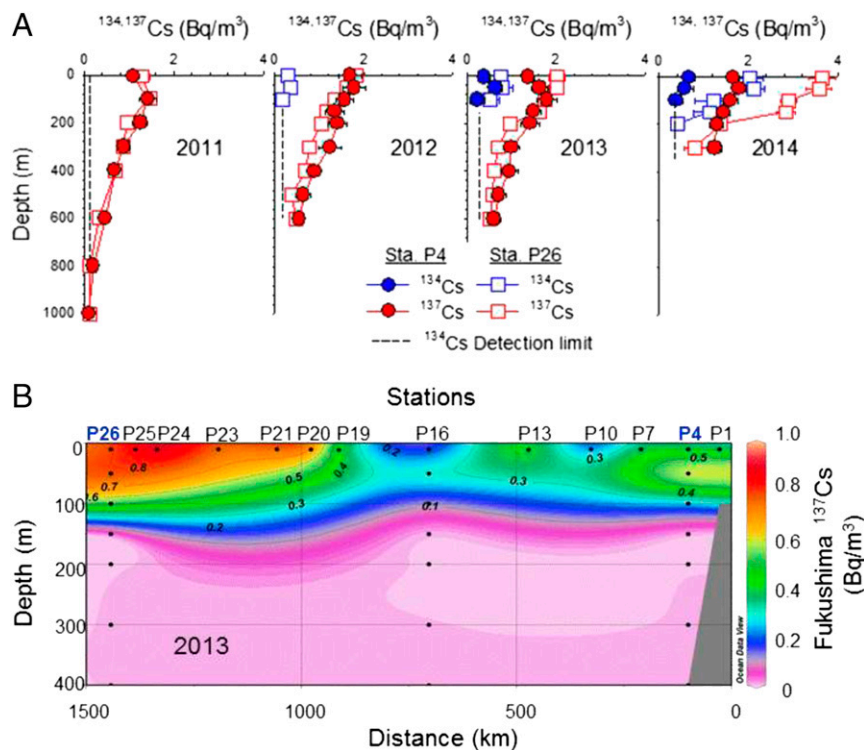 A
134,137Cs (Bq/m3) 134,137Cs (Bq/m3) 134,137Cs (Bq/m3) 134, 137Cs (Bq/m3)
0 2 4 0 2 4 0 2 4 0 2 4
0
200
400
600
800
1000
Depth (m)
2011 2012 2013 2014
Sta. P4 Sta. P26
134Cs 134Cs
137Cs 137Cs
134Cs Detection limit
B
Stations
P26 P25 P24 P23 P21 P20 P19 P16 P13 P10 P7 P4 P1
0
100
200
300
400
Depth (m)
0.8 0.7 0.6 0.5 0.4 0.3 0.2 0.2 0.1 0.3 0.3 0.3 0.5 0.4
2013
1500 1000 500 0
Distance (km)
1.0
0.8
0.6
0.4
0.2
0
Fukushima 137Cs
(Bq/m3)
Ocean Data View